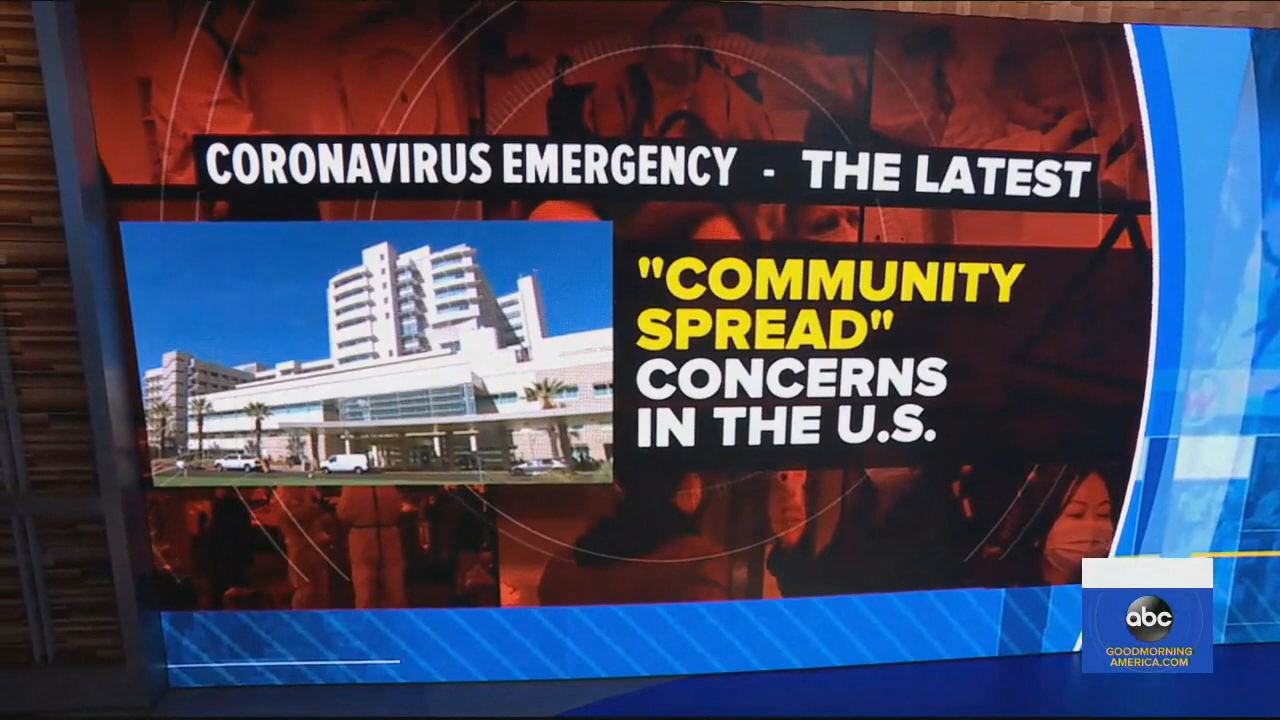 CORONAVIRUS EMERGENCY - THE LATEST
"COMMUNITY
SPREAD"
CONCERNS
IN THE U.S.
abc
GOODMORNING
AMERICA.COM